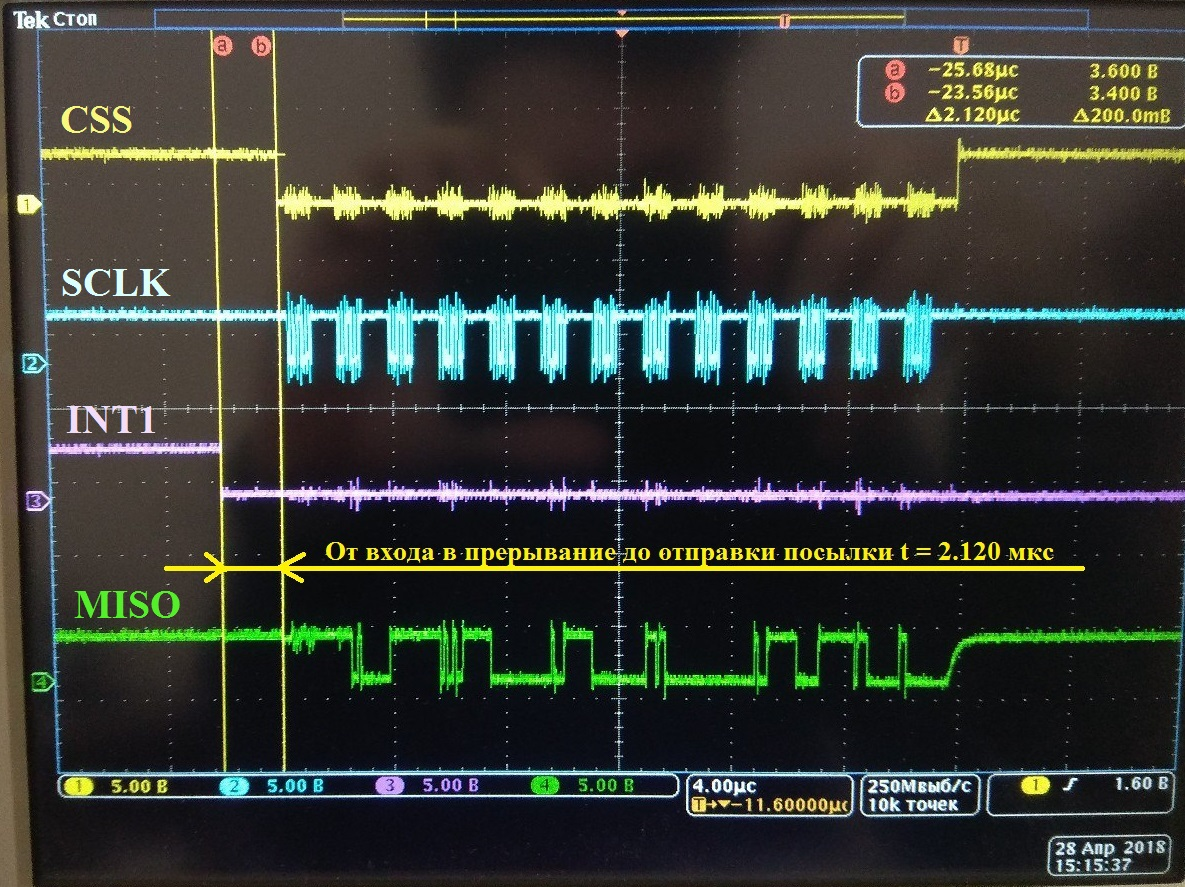 Tek Стоп
T
a b
T
a −25.68µс 3.600 В
b −23.56µс 3.400 В
Δ2.120µс Δ200.0mВ
CSS
1
SCLK
2
INT1
3
От входа в прерывание до отправки посылки t = 2.120 мкс
MISO
4
1 5.00 В 2 5.00 В 3 5.00 В 4 5.00 В
4.00µс
T→▼−11.60000µс
250Мвыб/с
10k точек
1 1.60 В
28 Апр 2018
15:15:37